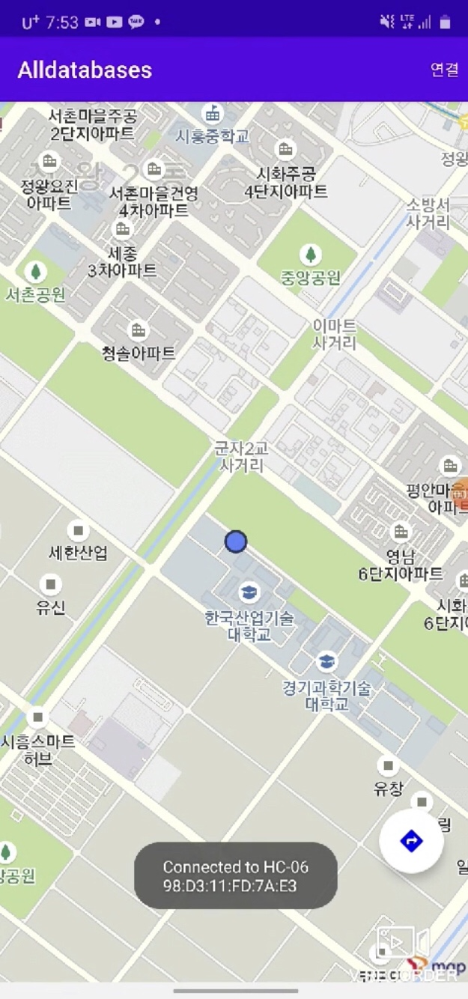 U+ 7:53 TALK
LTE
Alldatabases
연결
서촌마을주공
2단지아파트
시흥중학교
정왕
정왕요진
아파트
서촌마을건영
4차아파트
시화주공
4단지아파트
소방서
사거리
세종
3차아파트
서촌공원
중앙공원
이마트
사거리
청솔아파트
군자2교
사거리
평안마을
아파트
세한산업
영남
6단지아파트
유신
시화
6단지
한국산업기술
대학교
경기과학기술
대학교
시흥스마트
허브
유창
링
공원
Connected to HC-06
98:D3:11:FD:7A:E3
map